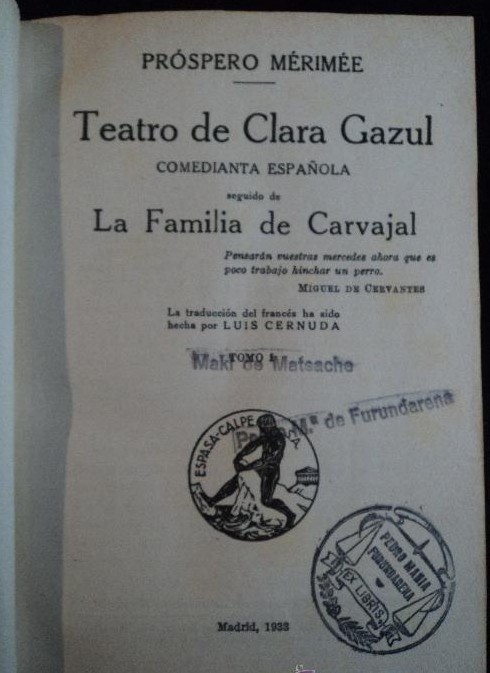 PRÓSPERO MÉRIMÉE
Teatro de Clara Gazul
COMEDIANTA ESPAÑOLA
seguido de
La Familia de Carvajal
Pensarán vuestras mercedes ahora que es
poco trabajo hinchar un perro.
MIGUEL DE CERVANTES
La traducción del francés ha sido
hecha por LUIS CERNUDA
TOMO I
Maki de Matsache
M.ª de Furundarena
ESPASA-CALPE S.A.
PEDRO MARIA
FURUNDARENA
EX LIBRIS
Madrid, 1933